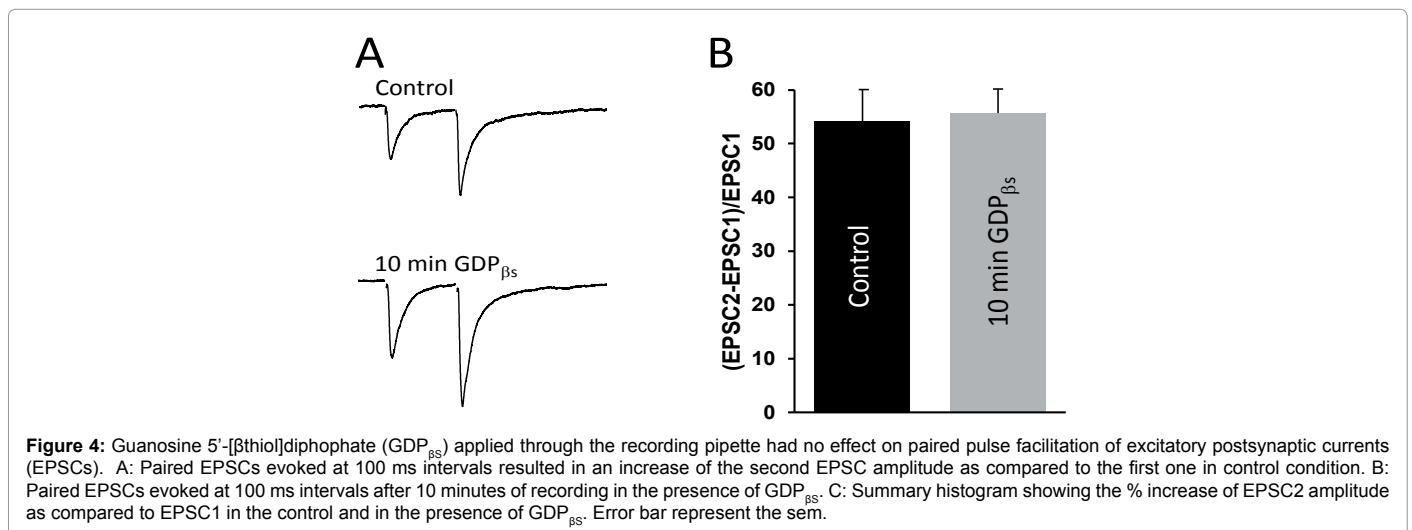 A
B
Control
10 min GDPβs
(EPSC2-EPSC1)/EPSC1
60
50
40
30
20
10
0
Control
10 min GDPβs
Figure 4: Guanosine 5’-[βthiol]diphophate (GDPβS) applied through the recording pipette had no effect on paired pulse facilitation of excitatory postsynaptic currents
(EPSCs). A: Paired EPSCs evoked at 100 ms intervals resulted in an increase of the second EPSC amplitude as compared to the first one in control condition. B:
Paired EPSCs evoked at 100 ms intervals after 10 minutes of recording in the presence of GDPβS. C: Summary histogram showing the % increase of EPSC2 amplitude
as compared to EPSC1 in the control and in the presence of GDPβS. Error bar represent the sem.